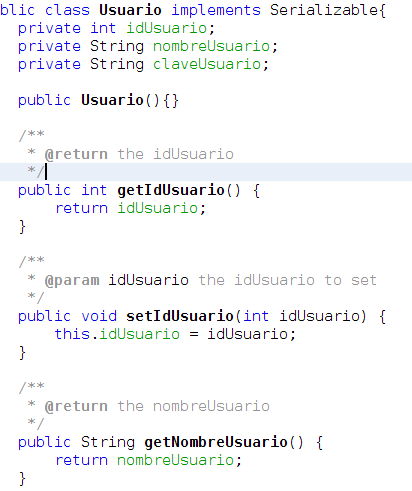 blic class Usuario implements Serializable{
private int idUsuario;
private String nombreUsuario;
private String claveUsuario;
public Usuario(){}
/**
* @return the idUsuario
*/
public int getIdUsuario() {
return idUsuario;
}
/**
* @param idUsuario the idUsuario to set
*/
public void setIdUsuario(int idUsuario) {
this.idUsuario = idUsuario;
}
/**
* @return the nombreUsuario
*/
public String getNombreUsuario() {
return nombreUsuario;
}